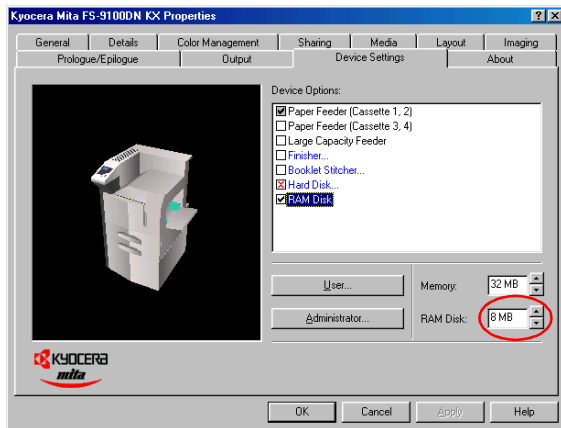 Kyocera Mita FS-9100DN KX Properties
General Details Color Management Sharing Media Layout Imaging
Prologue/Epilogue Output Device Settings About
Device Options:
Paper Feeder (Cassette 1, 2)
Paper Feeder (Cassette 3, 4)
Large Capacity Feeder
Finisher...
Booklet Stitcher...
Hard Disk...
RAM Disk
User... Memory: 32 MB
Administrator... RAM Disk: 8 MB
KYOCERA
mita
OK Cancel Apply Help